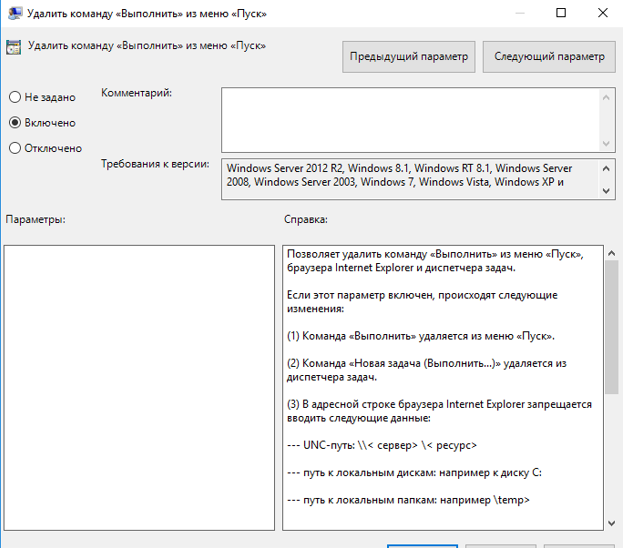 Удалить команду «Выполнить» из меню «Пуск»
Удалить команду «Выполнить» из меню «Пуск»
Предыдущий параметр
Следующий параметр
Не задано
Включено
Отключено
Комментарий:
Требования к версии:
Windows Server 2012 R2, Windows 8.1, Windows RT 8.1, Windows Server
2008, Windows Server 2003, Windows 7, Windows Vista, Windows XP и
Параметры:
Справка:
Позволяет удалить команду «Выполнить» из меню «Пуск»,
браузера Internet Explorer и диспетчера задач.
Если этот параметр включен, происходят следующие
изменения:
(1) Команда «Выполнить» удаляется из меню «Пуск».
(2) Команда «Новая задача (Выполнить...)» удаляется из
диспетчера задач.
(3) В адресной строке браузера Internet Explorer запрещается
вводить следующие данные:
--- UNC-путь: \\< сервер> \< ресурс>
--- путь к локальным дискам: например к диску C:
--- путь к локальным папкам: например \temp>